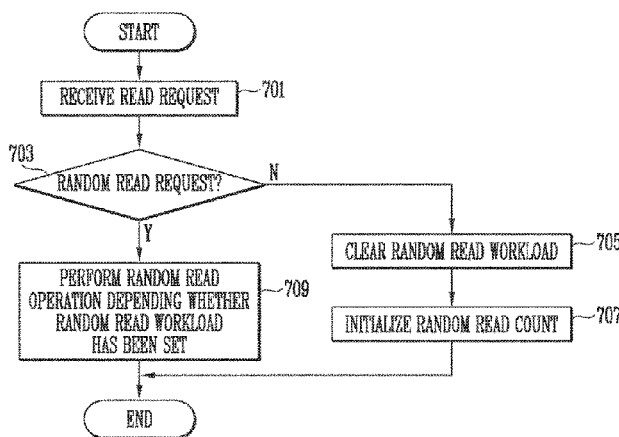 START
RECEIVE READ REQUEST
701
703
RANDOM READ REQUEST?
N
Y
CLEAR RANDOM READ WORKLOAD
705
PERFORM RANDOM READ
OPERATION DEPENDING WHETHER
RANDOM READ WORKLOAD
HAS BEEN SET
709
INITIALIZE RANDOM READ COUNT
707
END